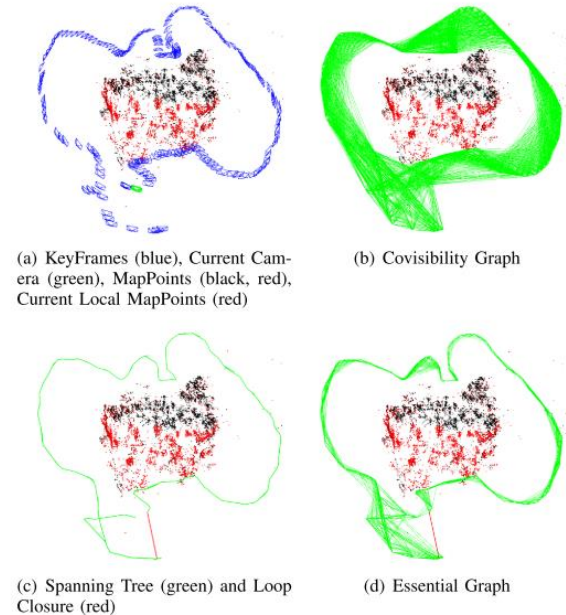 (a) KeyFrames (blue), Current Cam-
era (green), MapPoints (black, red),
Current Local MapPoints (red)
(b) Covisibility Graph
(c) Spanning Tree (green) and Loop
Closure (red)
(d) Essential Graph